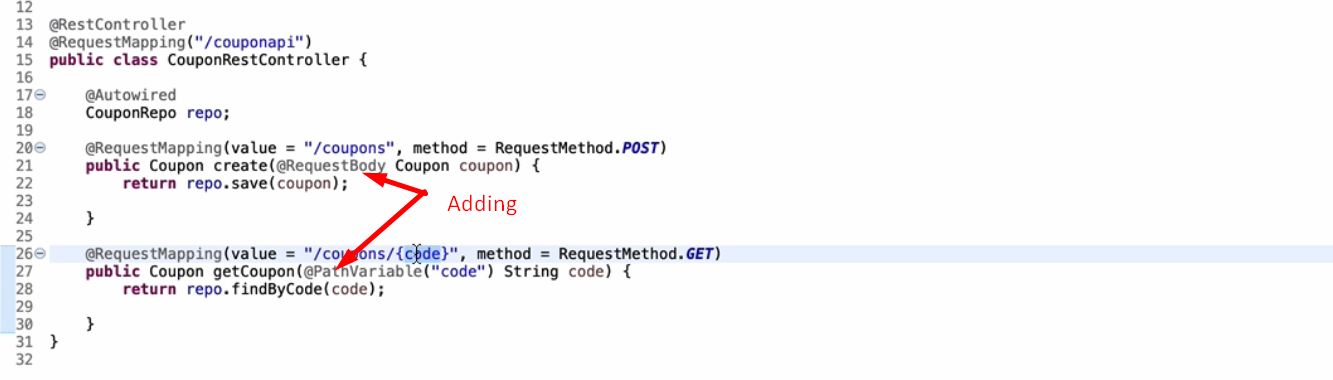 12
13 @RestController
14 @RequestMapping("/couponapi")
15 public class CouponRestController {
16
17 @Autowired
18 CouponRepo repo;
19
20 @RequestMapping(value = "/coupons", method = RequestMethod.POST)
21 public Coupon create(@RequestBody Coupon coupon) {
22 return repo.save(coupon);
23
Adding
24 }
25
26 @RequestMapping(value = "/coupons/{code}", method = RequestMethod.GET)
27 public Coupon getCoupon(@PathVariable("code") String code) {
28 return repo.findByCode(code);
29
30 }
31 }
32